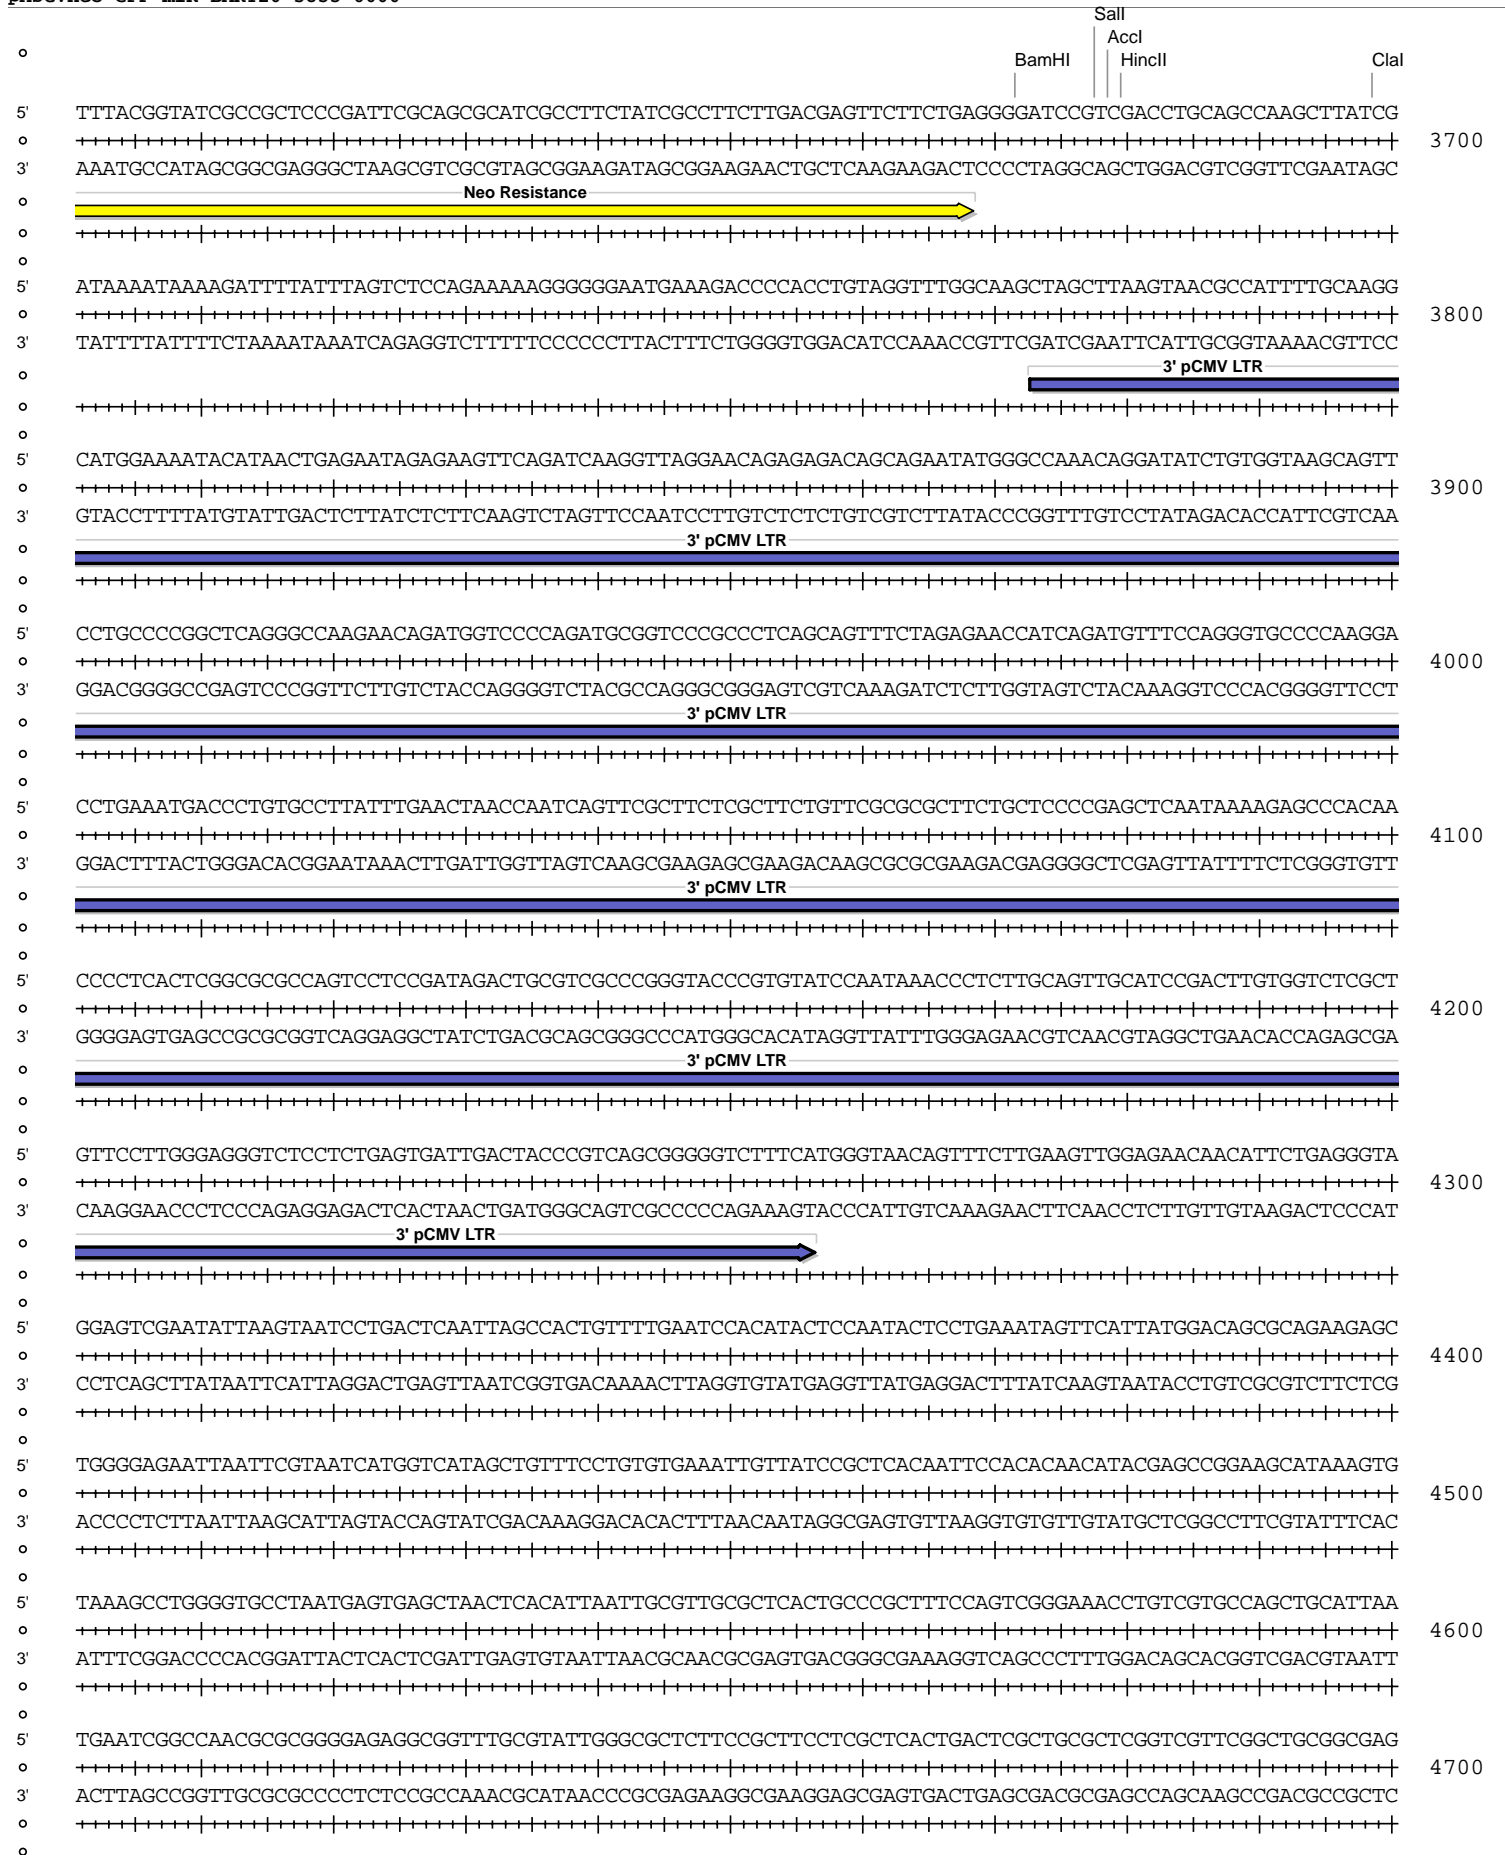 SalI
AccI
BamHI HincII ClaI
5' TTTACGGTATCGCCGCTCCCGATTCGCAGCGCATCGCCTTCTATCGCCTTCTTGACGAGTTCTTCTGAGGGGATCCGTCGACCTGCAGCCAAGCTTATCG
3700
3' AAATGCCATAGCGGCGAGGGCTAAGCGTCGCGTAGCGGAAGATAGCGGAAGAACTGCTCAAGAAGACTCCCCTAGGCAGCTGGACGTCGGTTCGAATAGC
Neo Resistance
5' ATAAAATAAAAGATTTTATTTAGTCTCCAGAAAAAGGGGGGAATGAAAGACCCCACCTGTAGGTTTGGCAAGCTAGCTTAAGTAACGCCATTTTGCAAGG
3800
3' TATTTTATTTTCTAAAATAAATCAGAGGTCTTTTTCCCCCCTTACTTTCTGGGGTGGACATCCAAACCGTTCGATCGAATTCATTGCGGTAAAACGTTCC
3' pCMV LTR
5' CATGGAAAATACATAACTGAGAATAGAGAAGTTCAGATCAAGGTTAGGAACAGAGAGACAGCAGAATATGGGCCAAACAGGATATCTGTGGTAAGCAGTT
3900
3' GTACCTTTTATGTATTGACTCTTATCTCTTCAAGTCTAGTTCCAATCCTTGTCTCTCTGTCGTCTTATACCCGGTTTGTCCTATAGACACCATTCGTCAA
3' pCMV LTR
5' CCTGCCCCGGCTCAGGGCCAAGAACAGATGGTCCCCAGATGCGGTCCCGCCCTCAGCAGTTTCTAGAGAACCATCAGATGTTTCCAGGGTGCCCCAAGGA
4000
3' GGACGGGGCCGAGTCCCGGTTCTTGTCTACCAGGGGTCTACGCCAGGGCGGGAGTCGTCAAAGATCTCTTGGTAGTCTACAAAGGTCCCACGGGGTTCCT
3' pCMV LTR
5' CCTGAAATGACCCTGTGCCTTATTTGAACTAACCAATCAGTTCGCTTCTCGCTTCTGTTCGCGCGCTTCTGCTCCCCGAGCTCAATAAAAGAGCCCACAA
4100
3' GGACTTTACTGGGACACGGAATAAACTTGATTGGTTAGTCAAGCGAAGAGCGAAGACAAGCGCGCGAAGACGAGGGGCTCGAGTTATTTTCTCGGGTGTT
3' pCMV LTR
5' CCCCTCACTCGGCGCGCCAGTCCTCCGATAGACTGCGTCGCCCGGGTACCCGTGTATCCAATAAACCCTCTTGCAGTTGCATCCGACTTGTGGTCTCGCT
4200
3' GGGGAGTGAGCCGCGCGGTCAGGAGGCTATCTGACGCAGCGGGCCCATGGGCACATAGGTTATTTGGGAGAACGTCAACGTAGGCTGAACACCAGAGCGA
3' pCMV LTR
5' GTTCCTTGGGAGGGTCTCCTCTGAGTGATTGACTACCCGTCAGCGGGGGTCTTTCATGGGTAACAGTTTCTTGAAGTTGGAGAACAACATTCTGAGGGTA
4300
3' CAAGGAACCCTCCCAGAGGAGACTCACTAACTGATGGGCAGTCGCCCCCAGAAAGTACCCATTGTCAAAGAACTTCAACCTCTTGTTGTAAGACTCCCAT
3' pCMV LTR
5' GGAGTCGAATATTAAGTAATCCTGACTCAATTAGCCACTGTTTTGAATCCACATACTCCAATACTCCTGAAATAGTTCATTATGGACAGCGCAGAAGAGC
4400
3' CCTCAGCTTATAATTCATTAGGACTGAGTTAATCGGTGACAAAACTTAGGTGTATGAGGTTATGAGGACTTTATCAAGTAATACCTGTCGCGTCTTCTCG
5' TGGGGAGAATTAATTCGTAATCATGGTCATAGCTGTTTCCTGTGTGAAATTGTTATCCGCTCACAATTCCACACAACATACGAGCCGGAAGCATAAAGTG
4500
3' ACCCCTCTTAATTAAGCATTAGTACCAGTATCGACAAAGGACACACTTTAACAATAGGCGAGTGTTAAGGTGTGTTGTATGCTCGGCCTTCGTATTTCAC
5' TAAAGCCTGGGGTGCCTAATGAGTGAGCTAACTCACATTAATTGCGTTGCGCTCACTGCCCGCTTTCCAGTCGGGAAACCTGTCGTGCCAGCTGCATTAA
4600
3' ATTTCGGACCCCACGGATTACTCACTCGATTGAGTGTAATTAACGCAACGCGAGTGACGGGCGAAAGGTCAGCCCTTTGGACAGCACGGTCGACGTAATT
5' TGAATCGGCCAACGCGCGGGGAGAGGCGGTTTGCGTATTGGGCGCTCTTCCGCTTCCTCGCTCACTGACTCGCTGCGCTCGGTCGTTCGGCTGCGGCGAG
4700
3' ACTTAGCCGGTTGCGCGCCCCTCTCCGCCAAACGCATAACCCGCGAGAAGGCGAAGGAGCGAGTGACTGAGCGACGCGAGCCAGCAAGCCGACGCCGCTC